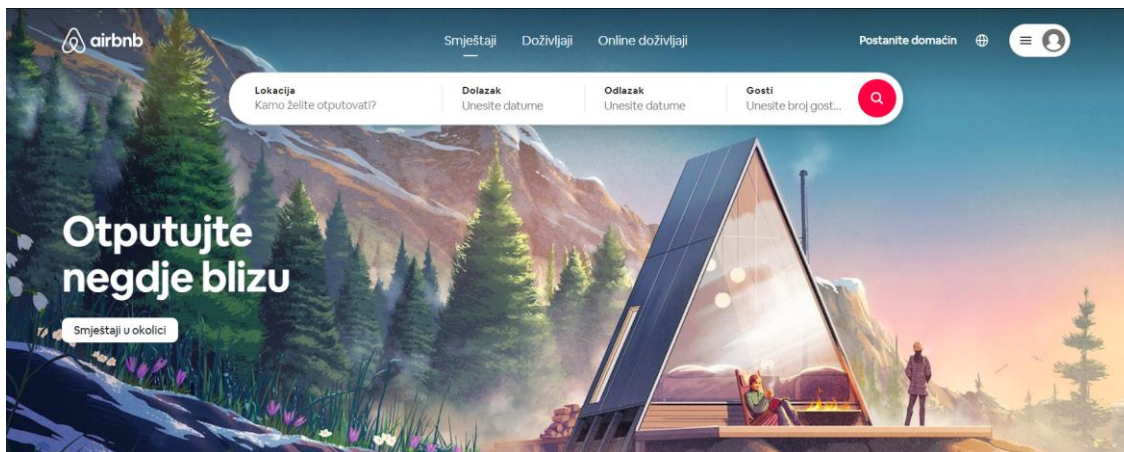 airbnb
Smještaji Doživljaji Online doživljaji
Postanite domaćin
Lokacija
Kamo želite otputovati?
Dolazak
Unesite datume
Odlazak
Unesite datume
Gosti
Unesite broj gost...
Otputujte
negdje blizu
Smještaji u okolici